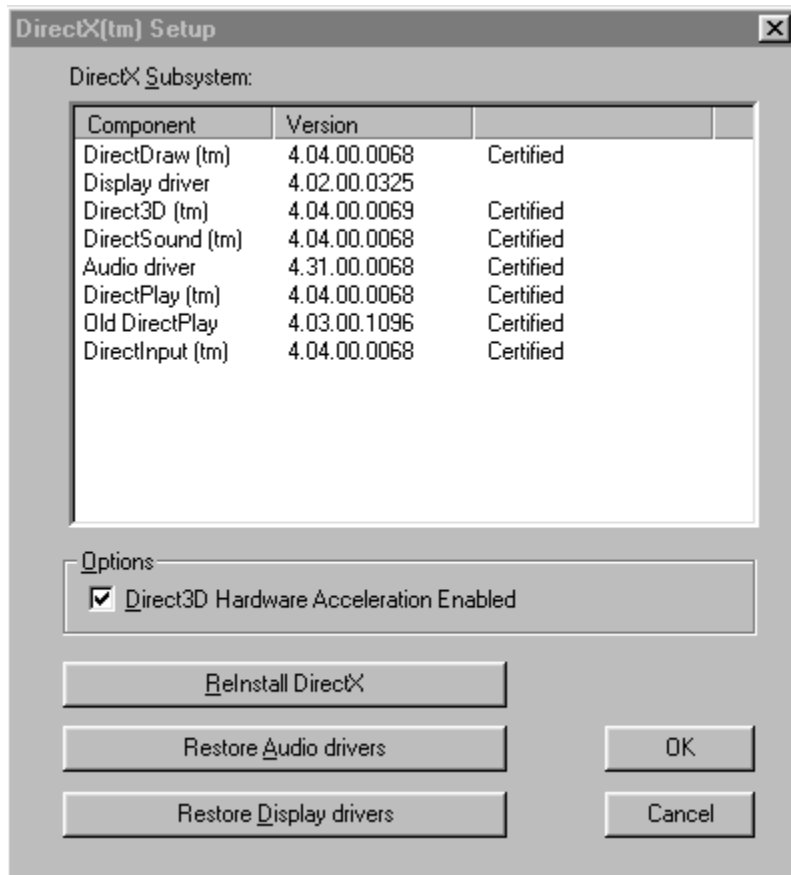 DirectX(tm) Setup
DirectX Subsystem:
Component Version
DirectDraw (tm) 4.04.00.0068 Certified
Display driver 4.02.00.0325
Direct3D (tm) 4.04.00.0069 Certified
DirectSound (tm) 4.04.00.0068 Certified
Audio driver 4.31.00.0068 Certified
DirectPlay (tm) 4.04.00.0068 Certified
Old DirectPlay 4.03.00.1096 Certified
DirectInput (tm) 4.04.00.0068 Certified
Options
Direct3D Hardware Acceleration Enabled
ReInstall DirectX
Restore Audio drivers OK
Restore Display drivers Cancel